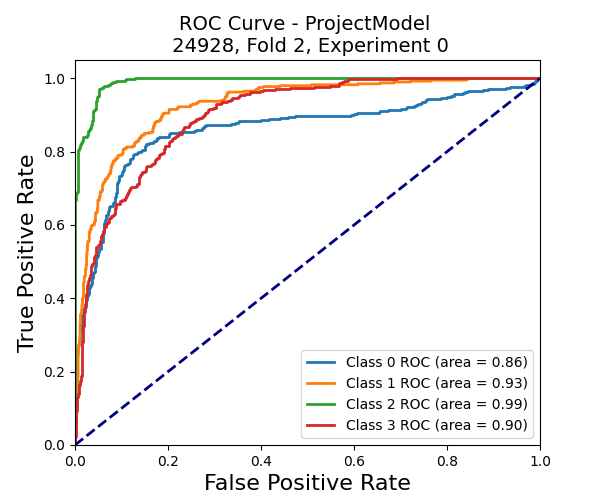 ROC Curve - ProjectModel
24928, Fold 2, Experiment 0
True Positive Rate
1.0
0.8
0.6
0.4
0.2
0.0
Class 0 ROC (area = 0.86)
Class 1 ROC (area = 0.93)
Class 2 ROC (area = 0.99)
Class 3 ROC (area = 0.90)
0.0 0.2 0.4 0.6 0.8 1.0
False Positive Rate